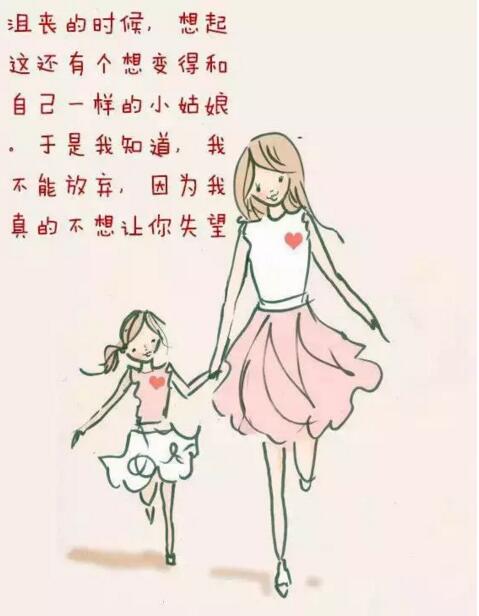 沮丧的时候，想起
这还有个想变得和
自己一样的小姑娘
。于是我知道，我
不能放弃，因为我
真的不想让你失望